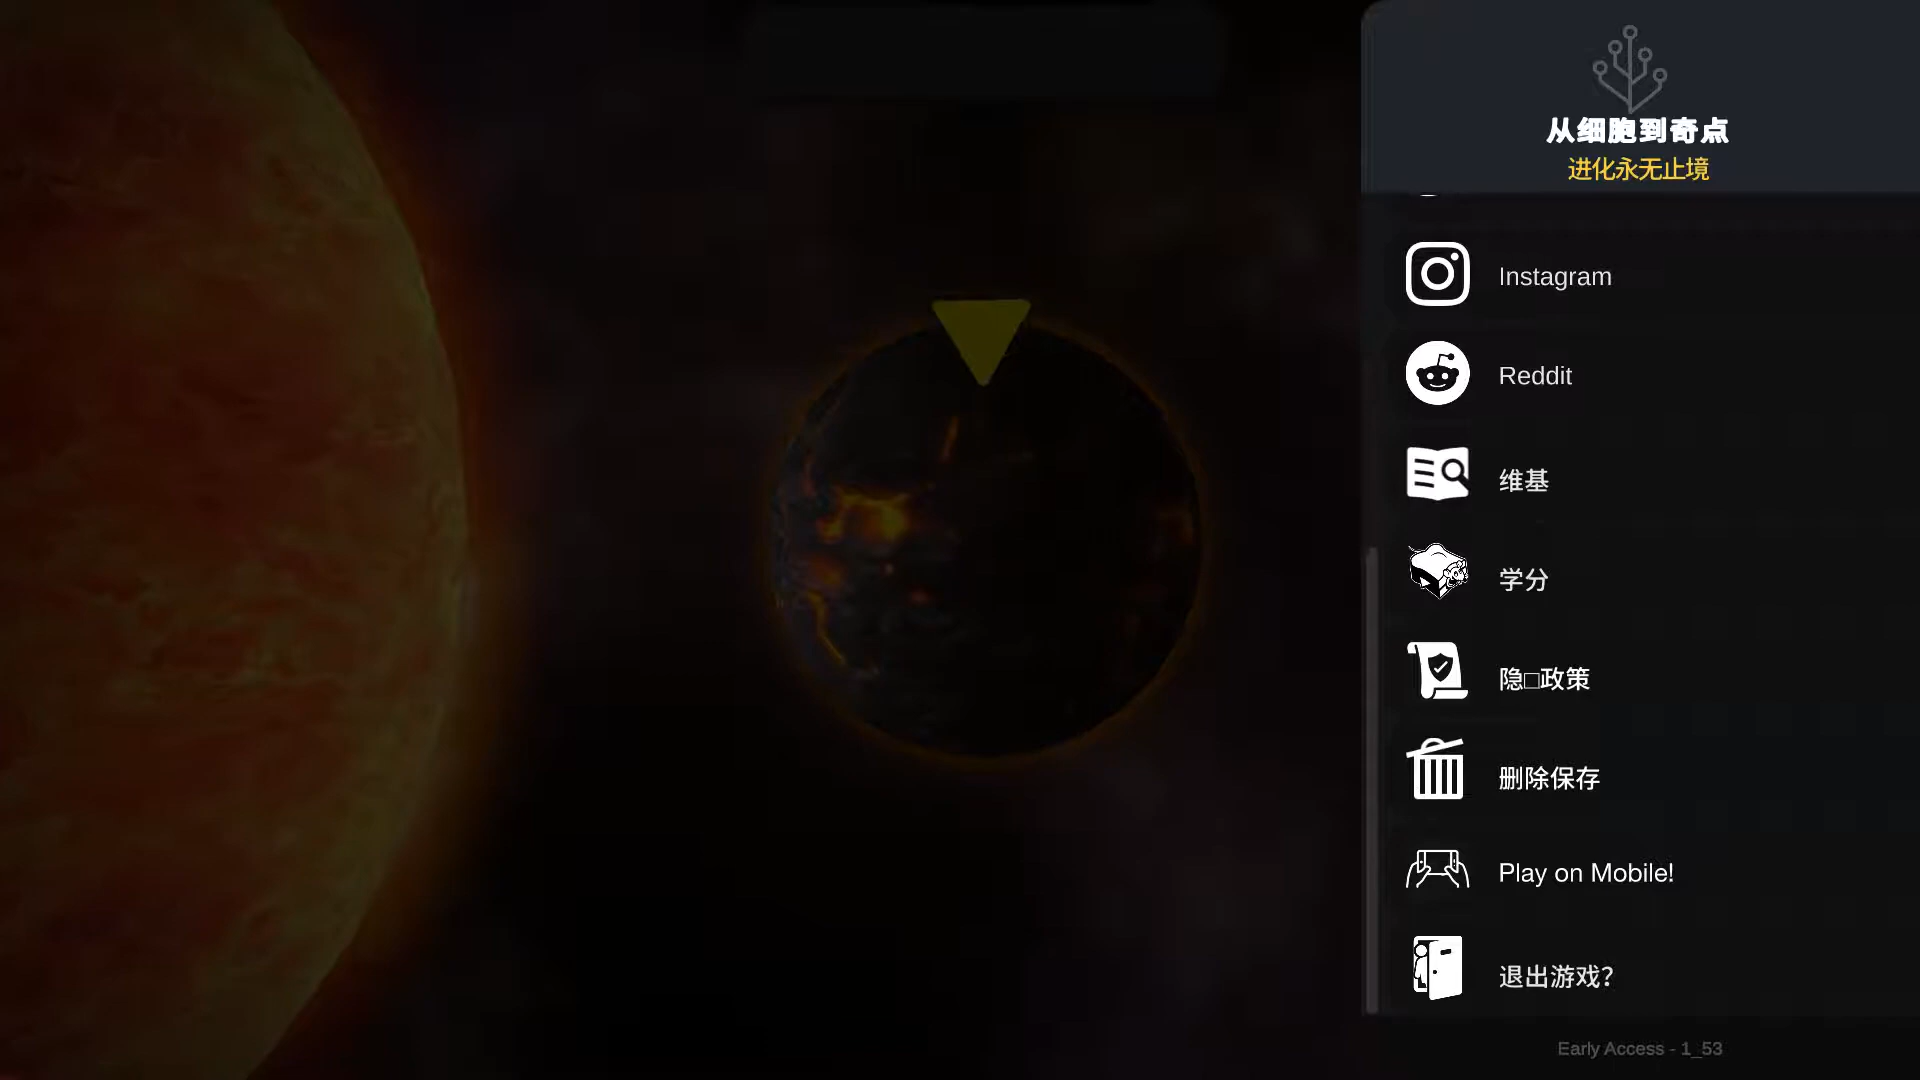 从细胞到奇点
进化永无止境
Instagram
Reddit
维基
学分
隐□政策
删除保存
Play on Mobile!
退出游戏？
Early Access - 1_53